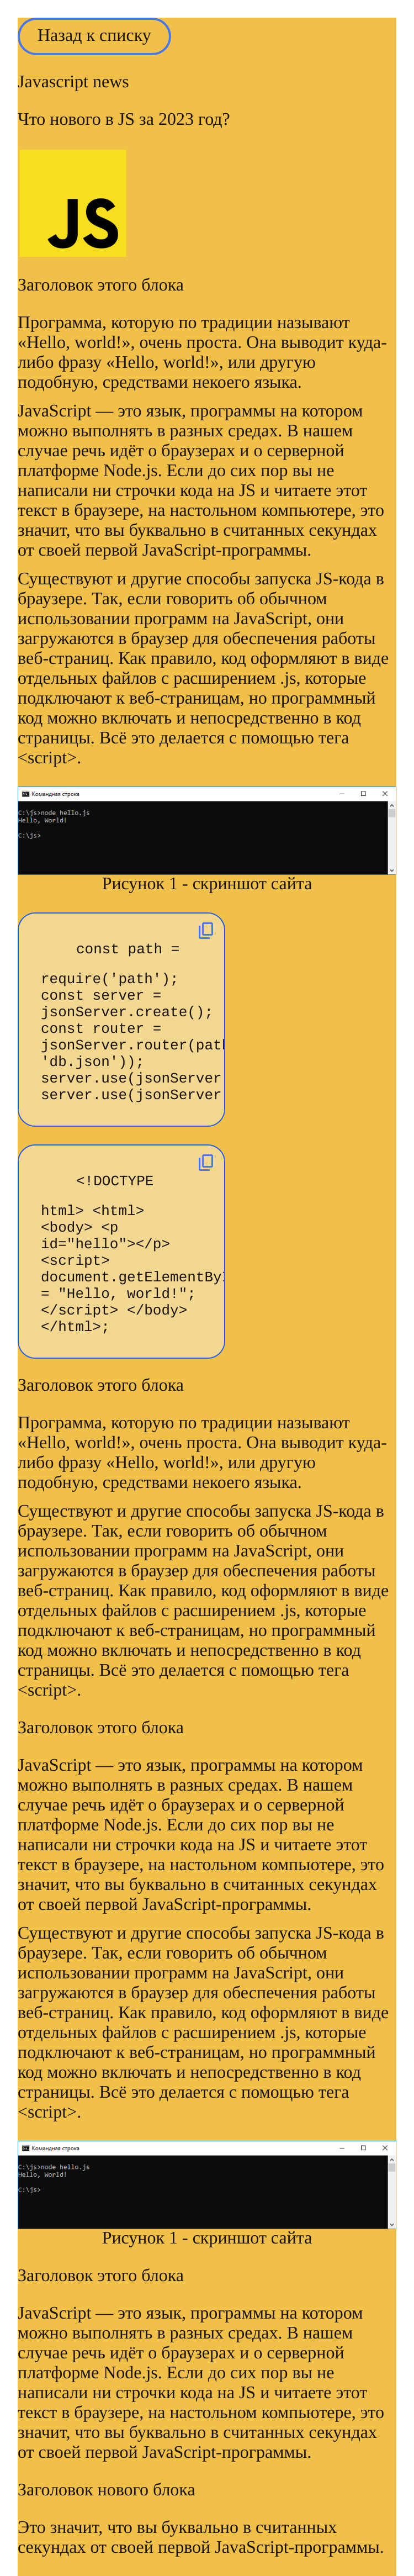 Назад к списку
Javascript news
Что нового в JS за 2023 год?
JS
Заголовок этого блока
Программа, которую по традиции называют
«Hello, world!», очень проста. Она выводит куда-
либо фразу «Hello, world!», или другую
подобную, средствами некоего языка.
JavaScript — это язык, программы на котором
можно выполнять в разных средах. В нашем
случае речь идёт о браузерах и о серверной
платформе Node.js. Если до сих пор вы не
написали ни строчки кода на JS и читаете этот
текст в браузере, на настольном компьютере, это
значит, что вы буквально в считанных секундах
от своей первой JavaScript-программы.
Существуют и другие способы запуска JS-кода в
браузере. Так, если говорить об обычном
использовании программ на JavaScript, они
загружаются в браузер для обеспечения работы
веб-страниц. Как правило, код оформляют в виде
отдельных файлов с расширением .js, которые
подключают к веб-страницам, но программный
код можно включать и непосредственно в код
страницы. Всё это делается с помощью тега
<script>.
Командная строка
C:\js>node hello.js
Hello, World!
C:\js>
Рисунок 1 - скриншот сайта
const path =
require('path');
const server =
jsonServer.create();
const router =
jsonServer.router(pat
'db.json'));
server.use(jsonServer
server.use(jsonServer
<!DOCTYPE
html> <html>
<body> <p
id="hello"></p>
<script>
document.getElementBy
= "Hello, world!";
</script> </body>
</html>;
Заголовок этого блока
Программа, которую по традиции называют
«Hello, world!», очень проста. Она выводит куда-
либо фразу «Hello, world!», или другую
подобную, средствами некоего языка.
Существуют и другие способы запуска JS-кода в
браузере. Так, если говорить об обычном
использовании программ на JavaScript, они
загружаются в браузер для обеспечения работы
веб-страниц. Как правило, код оформляют в виде
отдельных файлов с расширением .js, которые
подключают к веб-страницам, но программный
код можно включать и непосредственно в код
страницы. Всё это делается с помощью тега
<script>.
Заголовок этого блока
JavaScript — это язык, программы на котором
можно выполнять в разных средах. В нашем
случае речь идёт о браузерах и о серверной
платформе Node.js. Если до сих пор вы не
написали ни строчки кода на JS и читаете этот
текст в браузере, на настольном компьютере, это
значит, что вы буквально в считанных секундах
от своей первой JavaScript-программы.
Существуют и другие способы запуска JS-кода в
браузере. Так, если говорить об обычном
использовании программ на JavaScript, они
загружаются в браузер для обеспечения работы
веб-страниц. Как правило, код оформляют в виде
отдельных файлов с расширением .js, которые
подключают к веб-страницам, но программный
код можно включать и непосредственно в код
страницы. Всё это делается с помощью тега
<script>.
Командная строка
C:\js>node hello.js
Hello, World!
C:\js>
Рисунок 1 - скриншот сайта
Заголовок этого блока
JavaScript — это язык, программы на котором
можно выполнять в разных средах. В нашем
случае речь идёт о браузерах и о серверной
платформе Node.js. Если до сих пор вы не
написали ни строчки кода на JS и читаете этот
текст в браузере, на настольном компьютере, это
значит, что вы буквально в считанных секундах
от своей первой JavaScript-программы.
Заголовок нового блока
Это значит, что вы буквально в считанных
секундах от своей первой JavaScript-программы.